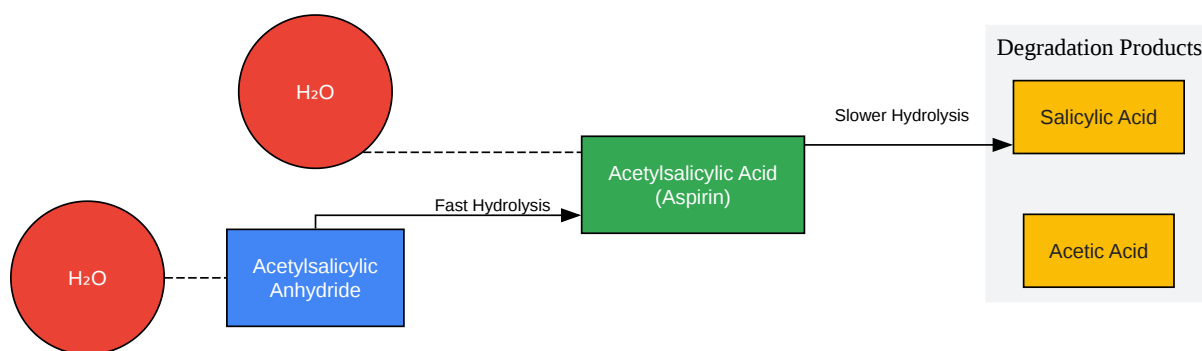 Degradation Products
H₂O
Slower Hydrolysis
Salicylic Acid
Acetylsalicylic Acid
(Aspirin)
Fast Hydrolysis
H₂O
Acetylsalicylic
Anhydride
Acetic Acid